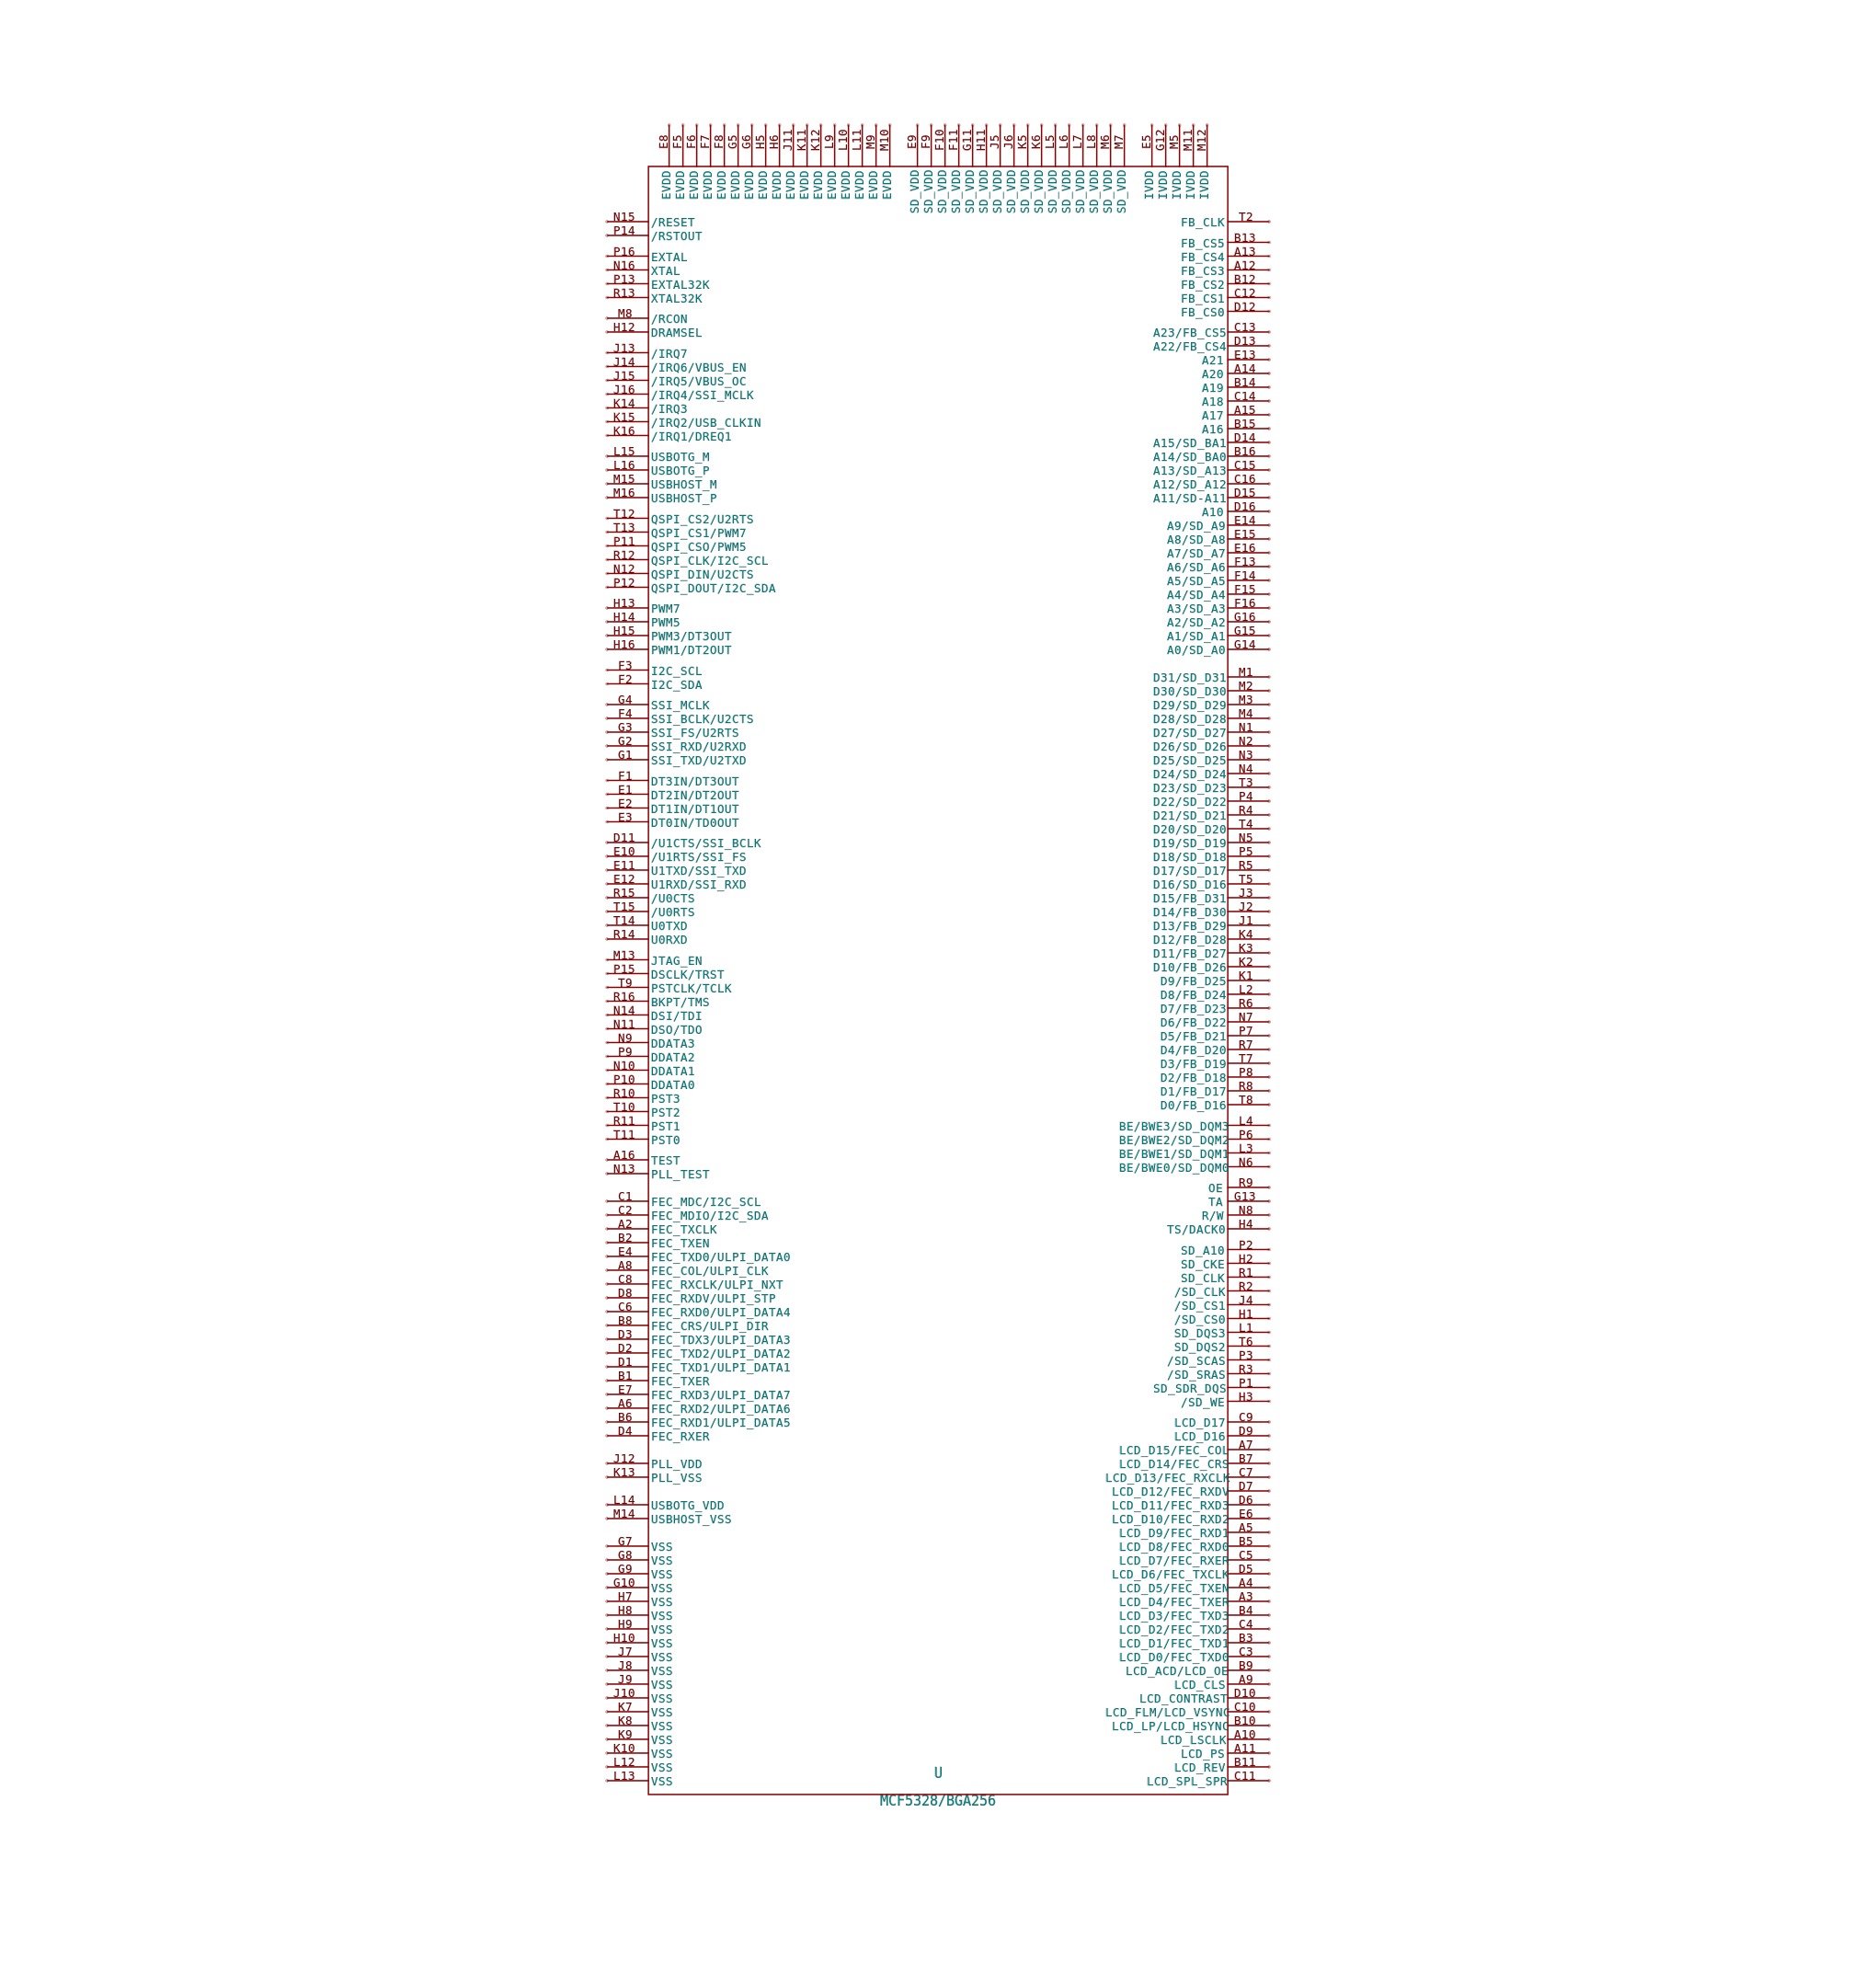 E8 F5 F6 F7 F8 G5 G6 H5 H6 J11 K11 K12 L9 L10 L11 M9 M10 E9 F9 F10 F11 G11 H11 J5 J6 K5 K6 L5 L6 L7 L8 M6 M7 E5 G12 M5 M11 M12
EVDD EVDD EVDD EVDD EVDD EVDD EVDD EVDD EVDD EVDD EVDD EVDD EVDD EVDD EVDD EVDD EVDD SD_VDD SD_VDD SD_VDD SD_VDD SD_VDD SD_VDD SD_VDD SD_VDD SD_VDD SD_VDD SD_VDD SD_VDD SD_VDD SD_VDD SD_VDD SD_VDD IVDD IVDD IVDD IVDD IVDD
N15 /RESET
P14 /RSTOUT
P16 EXTAL
N16 XTAL
P13 EXTAL32K
R13 XTAL32K
M8 /RCON
H12 DRAMSEL
J13 /IRQ7
J14 /IRQ6/VBUS_EN
J15 /IRQ5/VBUS_OC
J16 /IRQ4/SSI_MCLK
K14 /IRQ3
K15 /IRQ2/USB_CLKIN
K16 /IRQ1/DREQ1
L15 USBOTG_M
L16 USBOTG_P
M15 USBHOST_M
M16 USBHOST_P
T12 QSPI_CS2/U2RTS
T13 QSPI_CS1/PWM7
P11 QSPI_CSO/PWM5
R12 QSPI_CLK/I2C_SCL
N12 QSPI_DIN/U2CTS
P12 QSPI_DOUT/I2C_SDA
H13 PWM7
H14 PWM5
H15 PWM3/DT3OUT
H16 PWM1/DT2OUT
F3 I2C_SCL
F2 I2C_SDA
G4 SSI_MCLK
F4 SSI_BCLK/U2CTS
G3 SSI_FS/U2RTS
G2 SSI_RXD/U2RXD
G1 SSI_TXD/U2TXD
F1 DT3IN/DT3OUT
E1 DT2IN/DT2OUT
E2 DT1IN/DT1OUT
E3 DT0IN/TD0OUT
D11 /U1CTS/SSI_BCLK
E10 /U1RTS/SSI_FS
E11 U1TXD/SSI_TXD
E12 U1RXD/SSI_RXD
R15 /U0CTS
T15 /U0RTS
T14 U0TXD
R14 U0RXD
M13 JTAG_EN
P15 DSCLK/TRST
T9 PSTCLK/TCLK
R16 BKPT/TMS
N14 DSI/TDI
N11 DSO/TDO
N9 DDATA3
P9 DDATA2
N10 DDATA1
P10 DDATA0
R10 PST3
T10 PST2
R11 PST1
T11 PST0
A16 TEST
N13 PLL_TEST
C1 FEC_MDC/I2C_SCL
C2 FEC_MDIO/I2C_SDA
A2 FEC_TXCLK
B2 FEC_TXEN
E4 FEC_TXD0/ULPI_DATA0
A8 FEC_COL/ULPI_CLK
C8 FEC_RXCLK/ULPI_NXT
D8 FEC_RXDV/ULPI_STP
C6 FEC_RXD0/ULPI_DATA4
B8 FEC_CRS/ULPI_DIR
D3 FEC_TDX3/ULPI_DATA3
D2 FEC_TXD2/ULPI_DATA2
D1 FEC_TXD1/ULPI_DATA1
B1 FEC_TXER
E7 FEC_RXD3/ULPI_DATA7
A6 FEC_RXD2/ULPI_DATA6
B6 FEC_RXD1/ULPI_DATA5
D4 FEC_RXER
J12 PLL_VDD
K13 PLL_VSS
L14 USBOTG_VDD
M14 USBHOST_VSS
G7 VSS
G8 VSS
G9 VSS
G10 VSS
H7 VSS
H8 VSS
H9 VSS
H10 VSS
J7 VSS
J8 VSS
J9 VSS
J10 VSS
K7 VSS
K8 VSS
K9 VSS
K10 VSS
L12 VSS
L13 VSS
FB_CLK T2
FB_CS5 B13
FB_CS4 A13
FB_CS3 A12
FB_CS2 B12
FB_CS1 C12
FB_CS0 D12
A23/FB_CS5 C13
A22/FB_CS4 D13
A21 E13
A20 A14
A19 B14
A18 C14
A17 A15
A16 B15
A15/SD_BA1 D14
A14/SD_BA0 B16
A13/SD_A13 C15
A12/SD_A12 C16
A11/SD-A11 D15
A10 D16
A9/SD_A9 E14
A8/SD_A8 E15
A7/SD_A7 E16
A6/SD_A6 F13
A5/SD_A5 F14
A4/SD_A4 F15
A3/SD_A3 F16
A2/SD_A2 G16
A1/SD_A1 G15
A0/SD_A0 G14
D31/SD_D31 M1
D30/SD_D30 M2
D29/SD_D29 M3
D28/SD_D28 M4
D27/SD_D27 N1
D26/SD_D26 N2
D25/SD_D25 N3
D24/SD_D24 N4
D23/SD_D23 T3
D22/SD_D22 P4
D21/SD_D21 R4
D20/SD_D20 T4
D19/SD_D19 N5
D18/SD_D18 P5
D17/SD_D17 R5
D16/SD_D16 T5
D15/FB_D31 J3
D14/FB_D30 J2
D13/FB_D29 J1
D12/FB_D28 K4
D11/FB_D27 K3
D10/FB_D26 K2
D9/FB_D25 K1
D8/FB_D24 L2
D7/FB_D23 R6
D6/FB_D22 N7
D5/FB_D21 P7
D4/FB_D20 R7
D3/FB_D19 T7
D2/FB_D18 P8
D1/FB_D17 R8
D0/FB_D16 T8
BE/BWE3/SD_DQM3 L4
BE/BWE2/SD_DQM2 P6
BE/BWE1/SD_DQM1 L3
BE/BWE0/SD_DQM0 N6
OE R9
TA G13
R/W N8
TS/DACK0 H4
SD_A10 P2
SD_CKE H2
SD_CLK R1
/SD_CLK R2
/SD_CS1 J4
/SD_CS0 H1
SD_DQS3 L1
SD_DQS2 T6
/SD_SCAS P3
/SD_SRAS R3
SD_SDR_DQS P1
/SD_WE H3
LCD_D17 C9
LCD_D16 D9
LCD_D15/FEC_COL A7
LCD_D14/FEC_CRS B7
LCD_D13/FEC_RXCLK C7
LCD_D12/FEC_RXDV D7
LCD_D11/FEC_RXD3 D6
LCD_D10/FEC_RXD2 E6
LCD_D9/FEC_RXD1 A5
LCD_D8/FEC_RXD0 B5
LCD_D7/FEC_RXER C5
LCD_D6/FEC_TXCLK D5
LCD_D5/FEC_TXEN A4
LCD_D4/FEC_TXER A3
LCD_D3/FEC_TXD3 B4
LCD_D2/FEC_TXD2 C4
LCD_D1/FEC_TXD1 B3
LCD_D0/FEC_TXD0 C3
LCD_ACD/LCD_OE B9
LCD_CLS A9
LCD_CONTRAST D10
LCD_FLM/LCD_VSYNC C10
LCD_LP/LCD_HSYNC B10
LCD_LSCLK A10
LCD_PS A11
LCD_REV B11
LCD_SPL_SPR C11
U
MCF5328/BGA256